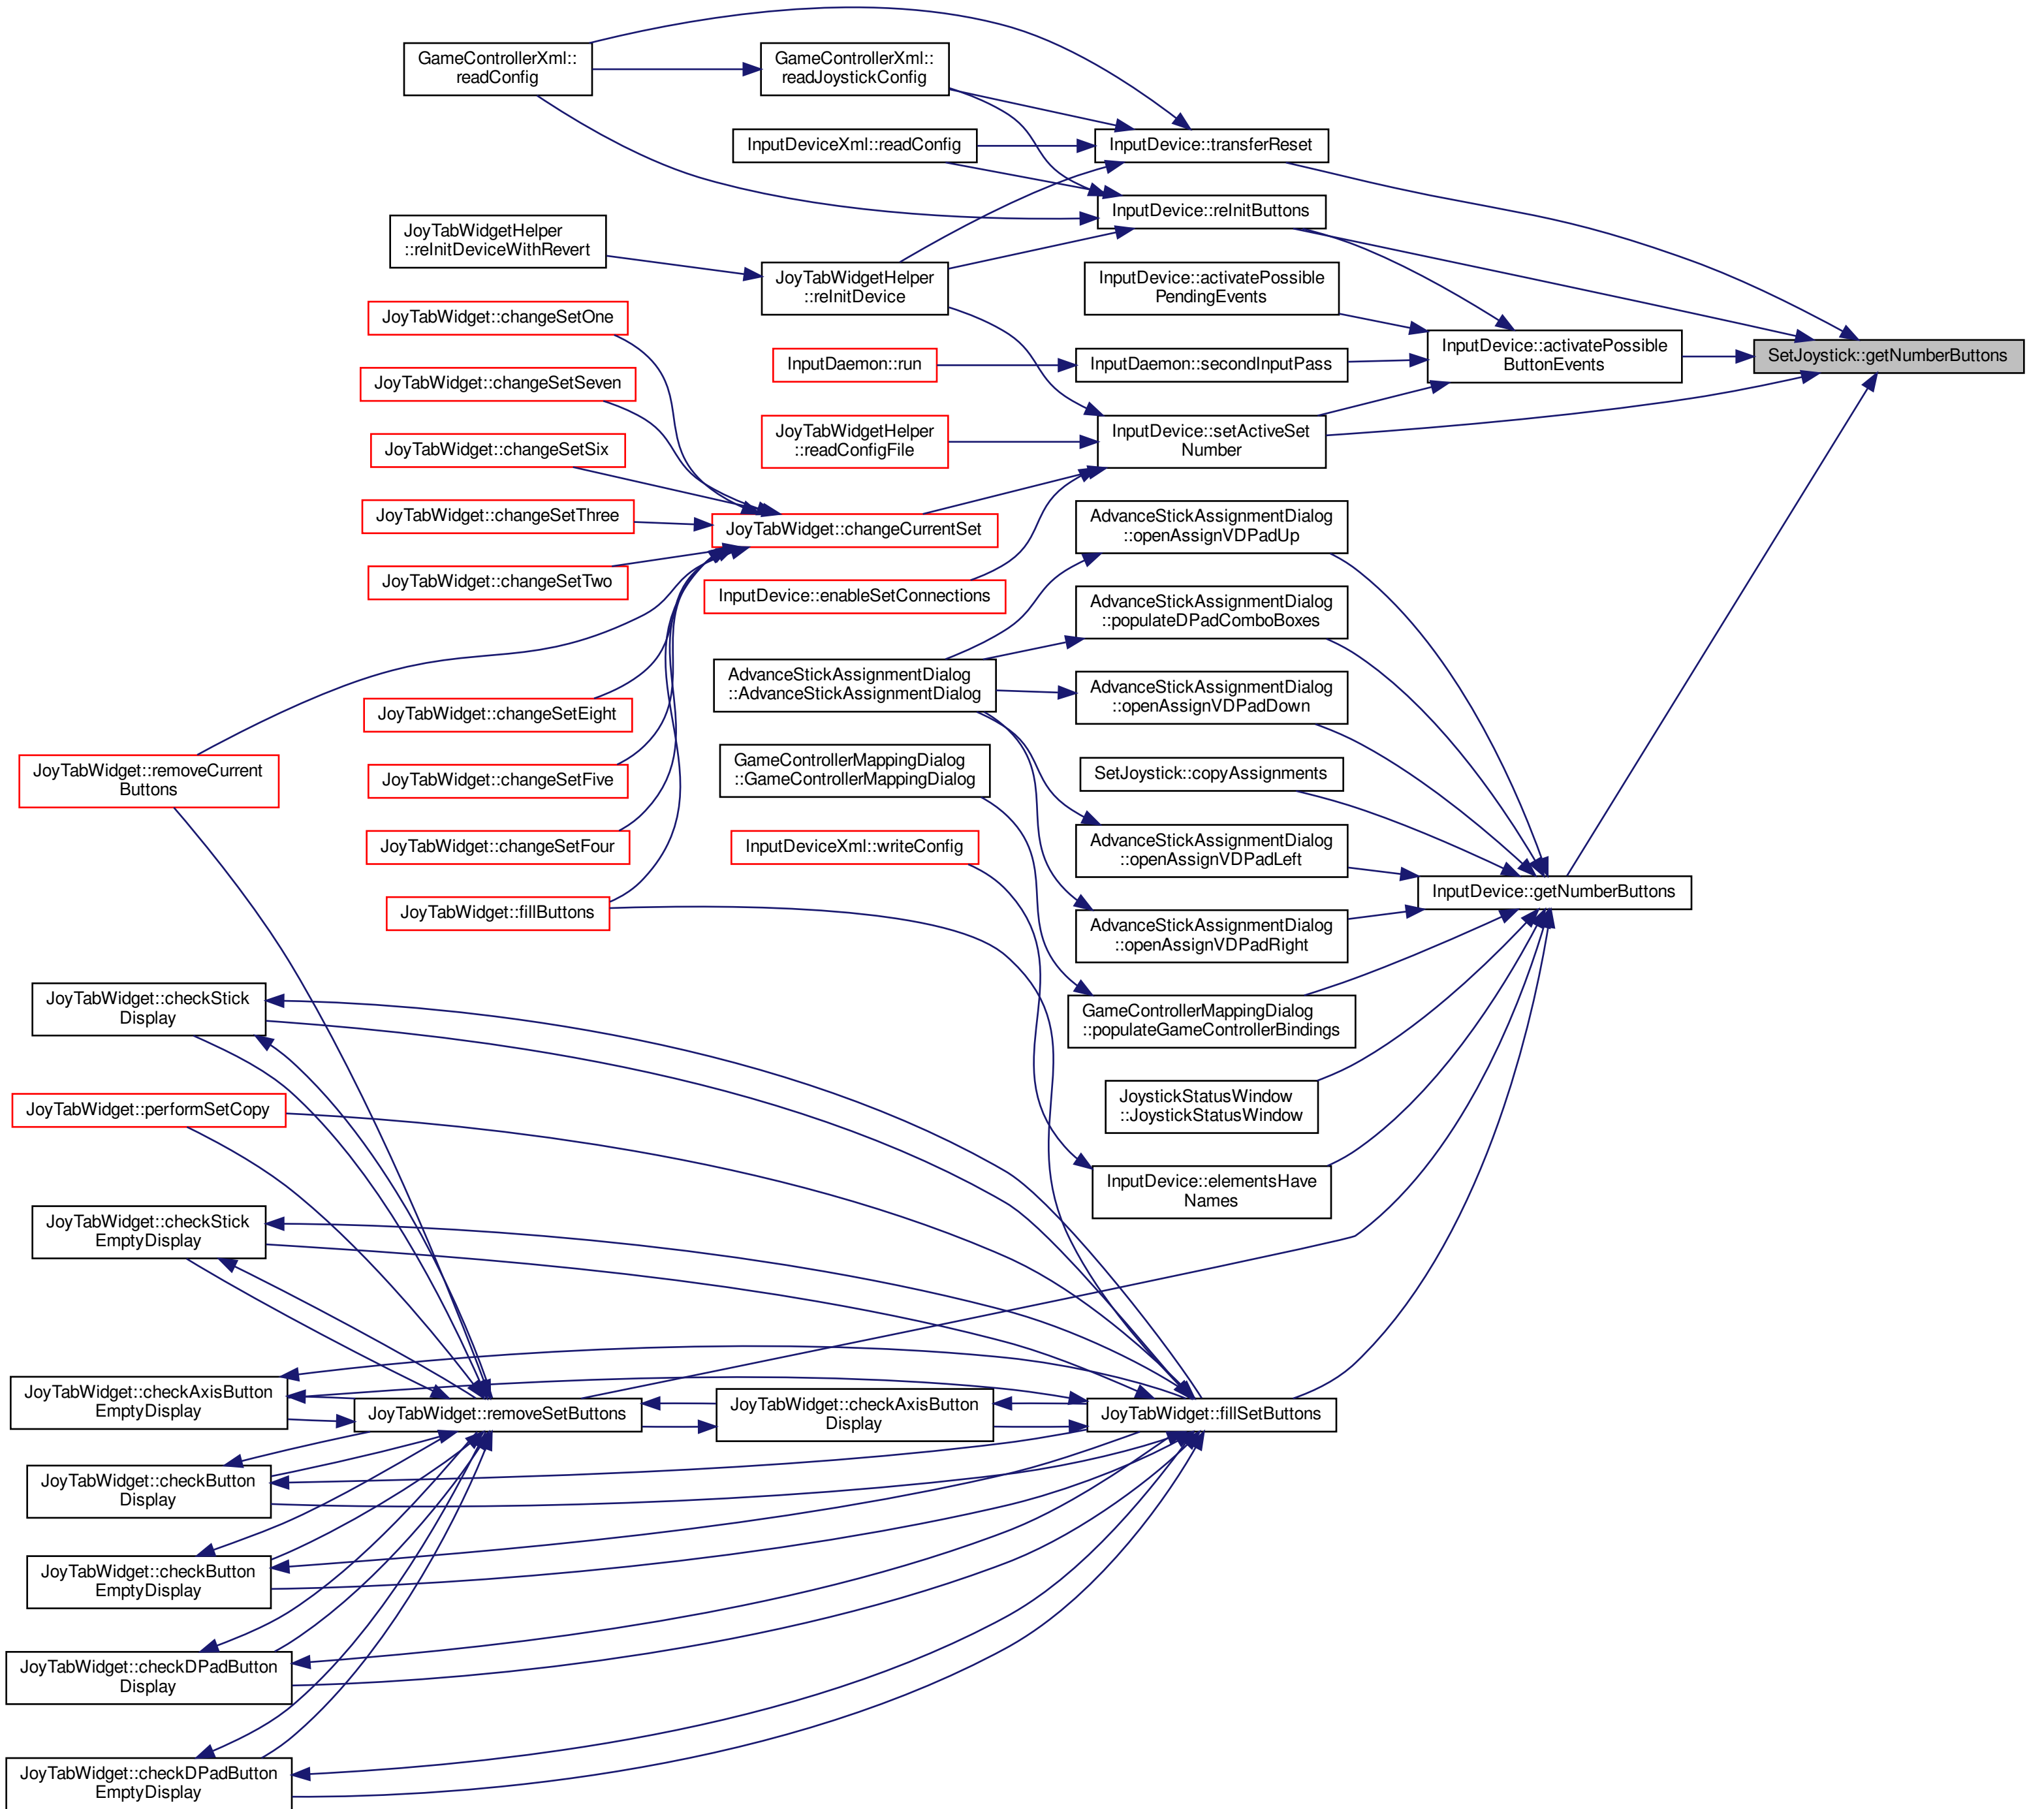 GameControllerXml::
readConfig
GameControllerXml::
readJoystickConfig
InputDeviceXml::readConfig
InputDevice::transferReset
InputDevice::reInitButtons
JoyTabWidgetHelper
::reInitDeviceWithRevert
JoyTabWidgetHelper
::reInitDevice
InputDevice::activatePossible
PendingEvents
JoyTabWidget::changeSetOne
InputDevice::activatePossible
ButtonEvents
SetJoystick::getNumberButtons
InputDaemon::run
InputDaemon::secondInputPass
JoyTabWidget::changeSetSeven
JoyTabWidgetHelper
::readConfigFile
InputDevice::setActiveSet
Number
JoyTabWidget::changeSetSix
JoyTabWidget::changeSetThree
JoyTabWidget::changeCurrentSet
AdvanceStickAssignmentDialog
::openAssignVDPadUp
JoyTabWidget::changeSetTwo
InputDevice::enableSetConnections
AdvanceStickAssignmentDialog
::populateDPadComboBoxes
AdvanceStickAssignmentDialog
::AdvanceStickAssignmentDialog
AdvanceStickAssignmentDialog
::openAssignVDPadDown
JoyTabWidget::changeSetEight
JoyTabWidget::removeCurrent
Buttons
JoyTabWidget::changeSetFive
GameControllerMappingDialog
::GameControllerMappingDialog
SetJoystick::copyAssignments
JoyTabWidget::changeSetFour
InputDeviceXml::writeConfig
AdvanceStickAssignmentDialog
::openAssignVDPadLeft
InputDevice::getNumberButtons
JoyTabWidget::fillButtons
AdvanceStickAssignmentDialog
::openAssignVDPadRight
JoyTabWidget::checkStick
Display
GameControllerMappingDialog
::populateGameControllerBindings
JoyTabWidget::performSetCopy
JoystickStatusWindow
::JoystickStatusWindow
JoyTabWidget::checkStick
EmptyDisplay
InputDevice::elementsHave
Names
JoyTabWidget::checkAxisButton
EmptyDisplay
JoyTabWidget::removeSetButtons
JoyTabWidget::checkAxisButton
Display
JoyTabWidget::fillSetButtons
JoyTabWidget::checkButton
Display
JoyTabWidget::checkButton
EmptyDisplay
JoyTabWidget::checkDPadButton
Display
JoyTabWidget::checkDPadButton
EmptyDisplay